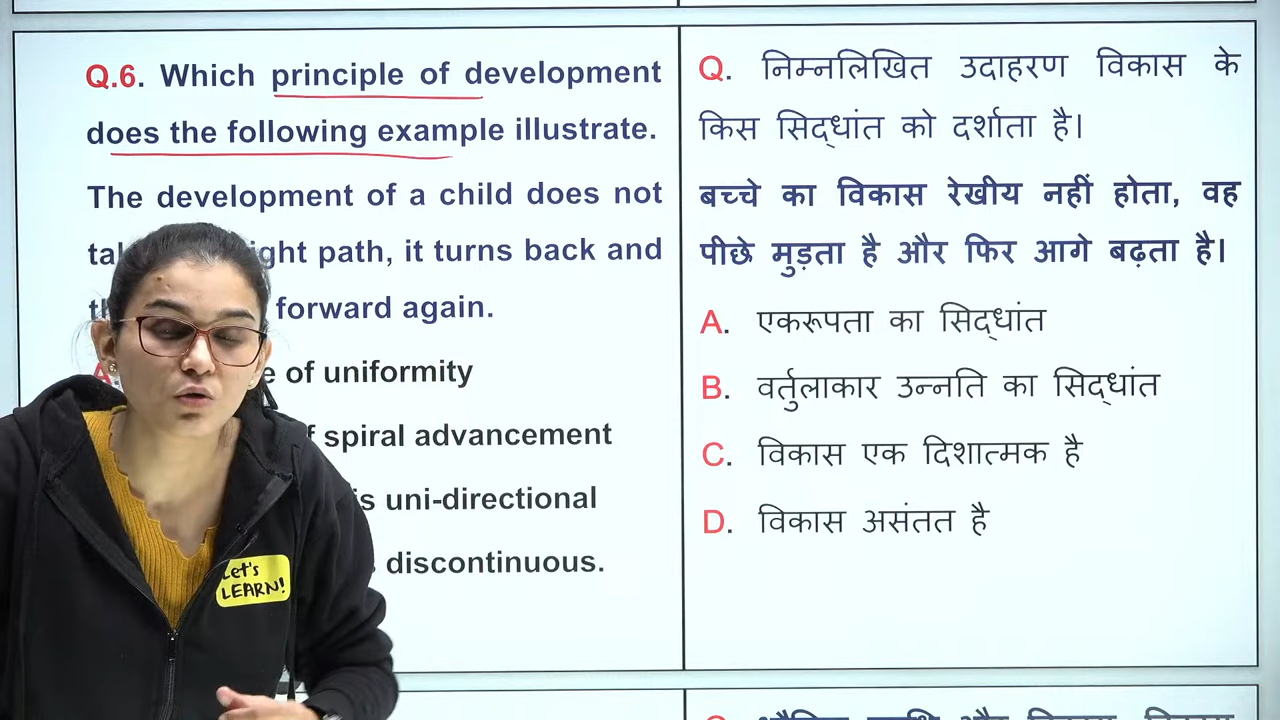 Q.6. Which principle of development
does the following example illustrate.
The development of a child does not
ght path, it turns back and
forward again.
A. e of uniformity
f spiral advancement
is uni-directional
discontinuous.
Let's
LEARN!
Q. निम्नलिखित उदाहरण विकास के
किस सिद्धांत को दर्शाता है।
बच्चे का विकास रेखीय नहीं होता, वह
पीछे मुड़ता है और फिर आगे बढ़ता है।
A. एकरूपता का सिद्धांत
B. वर्तुलाकार उन्नति का सिद्धांत
C. विकास एक दिशात्मक है
D. विकास असंतत है